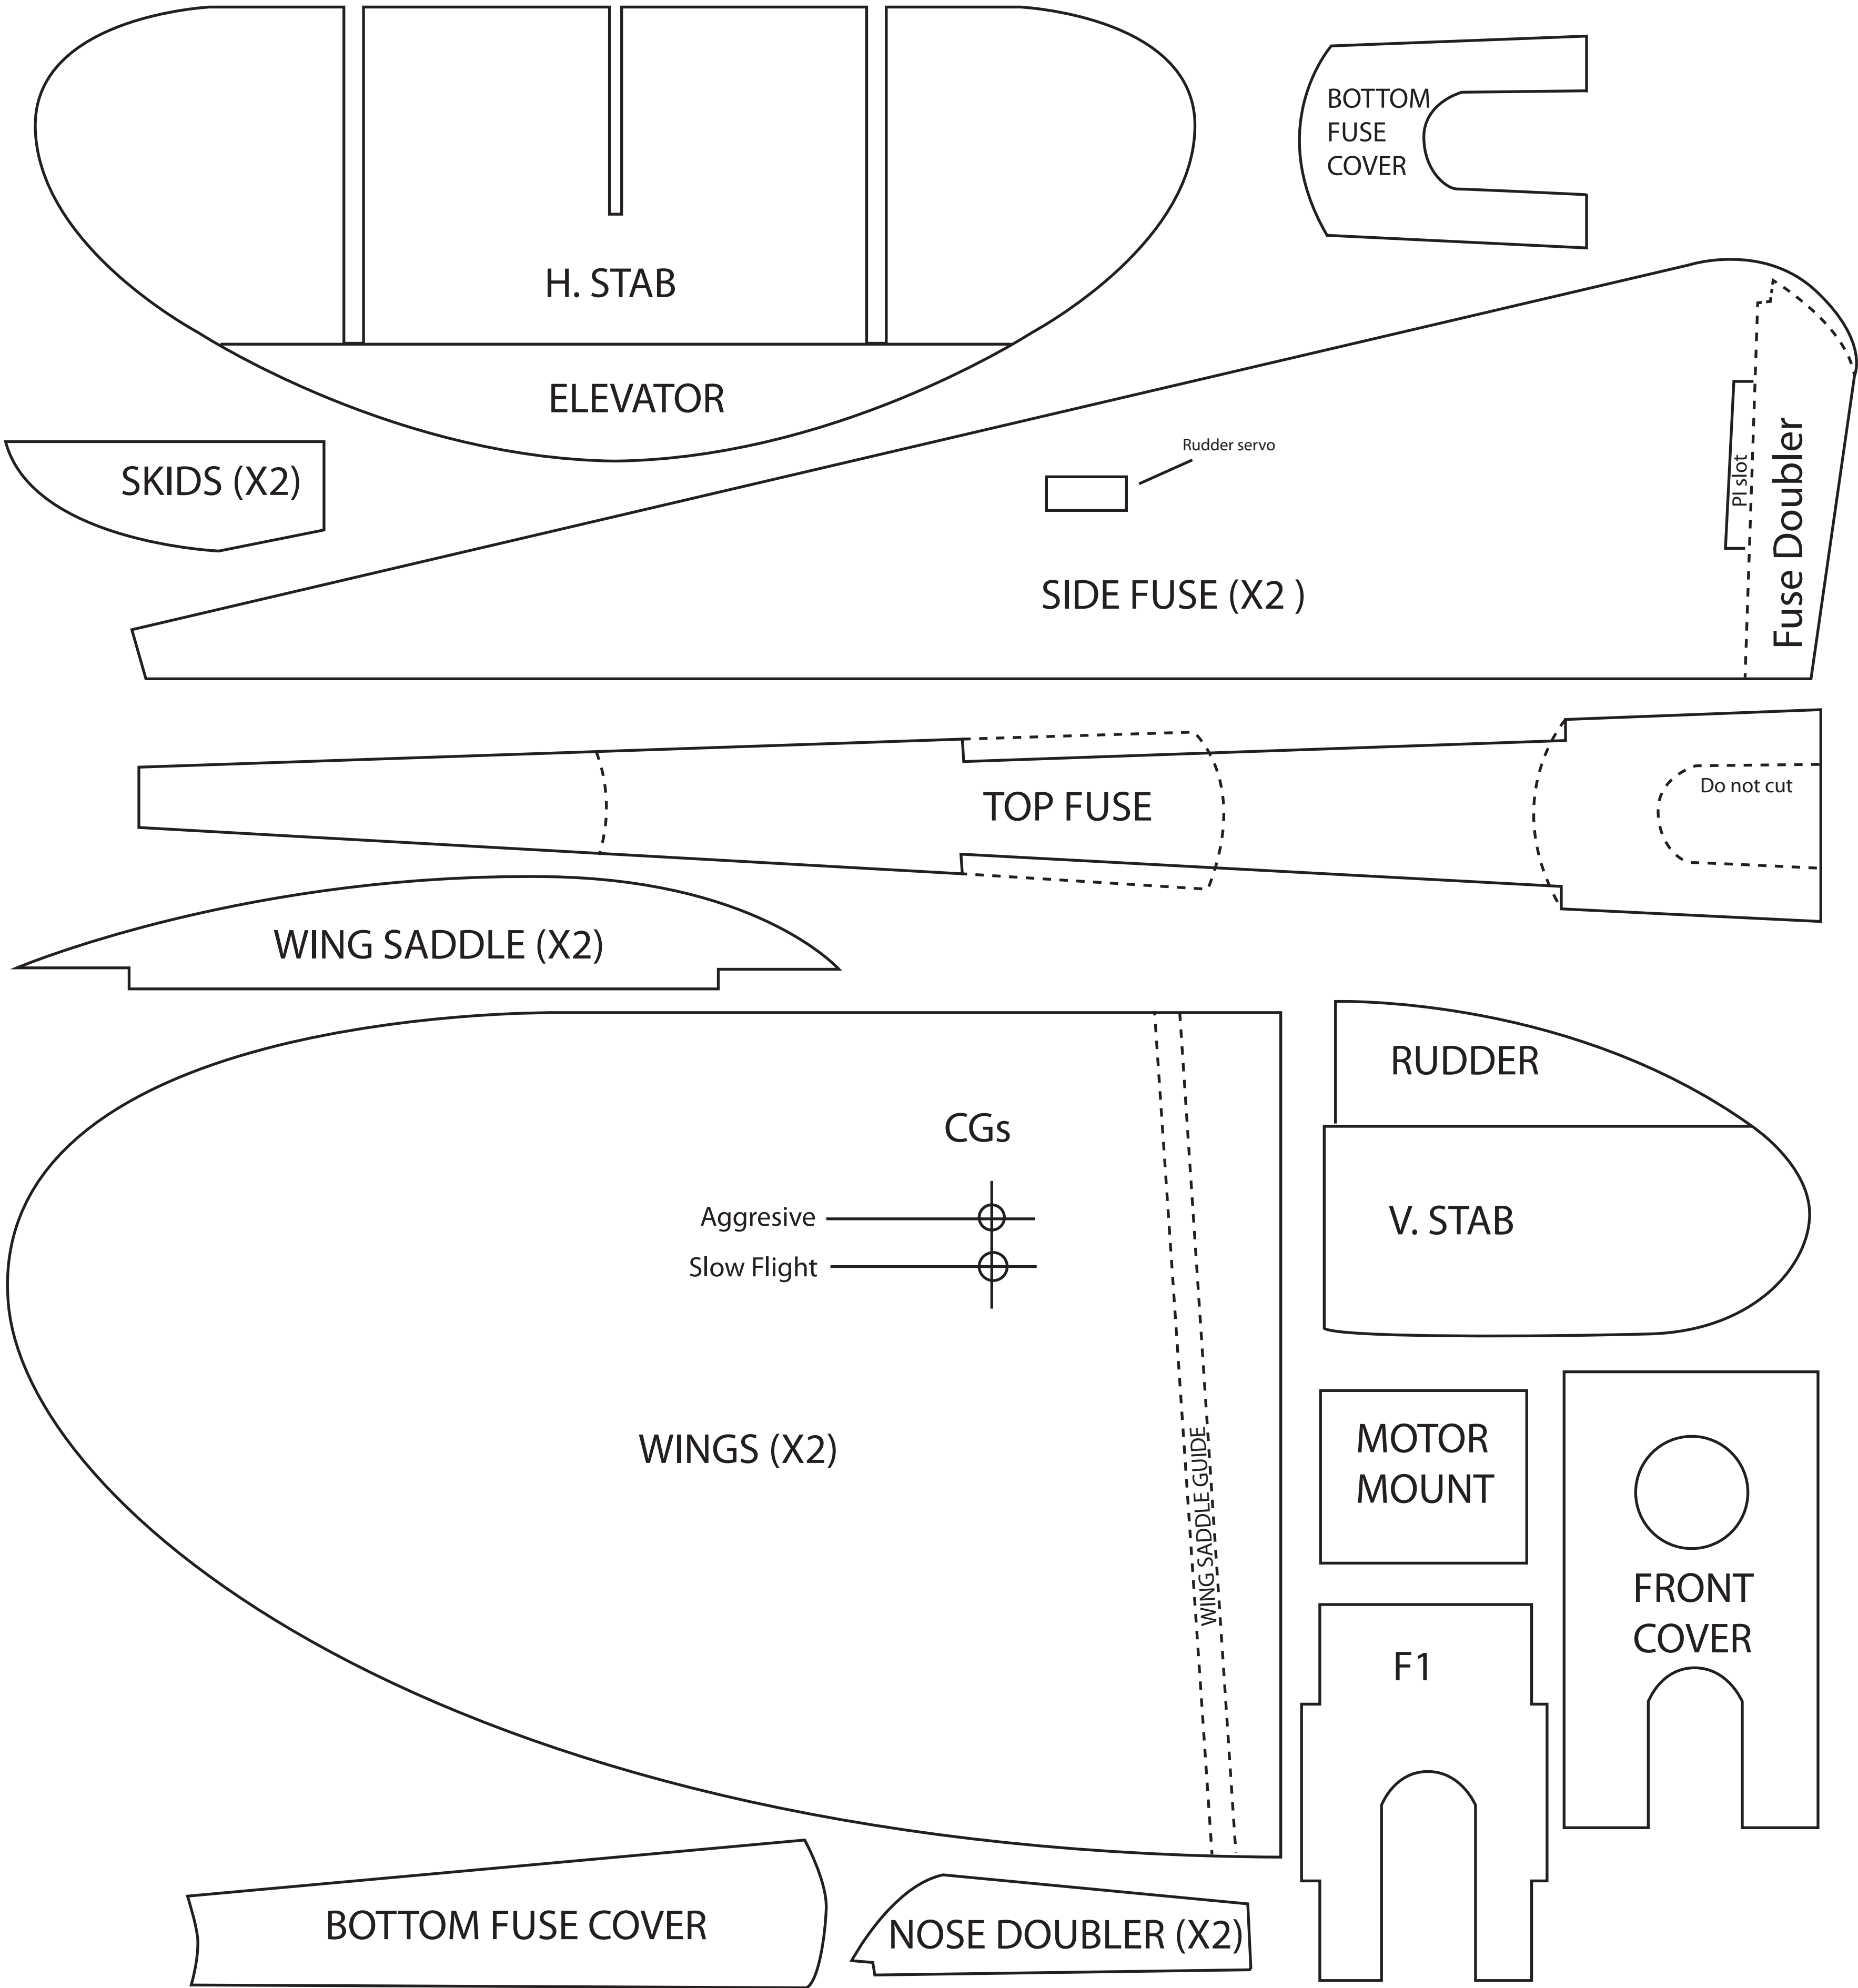 BOTTOM
FUSE
COVER
H. STAB
ELEVATOR
Rudder servo
SKIDS (X2)
PI slot
Fuse Doubler
SIDE FUSE (X2 )
Do not cut
TOP FUSE
WING SADDLE (X2)
RUDDER
CGs
Aggresive
V. STAB
Slow Flight
WINGS (X2)
WING SADDLE GUIDE
MOTOR
MOUNT
FRONT
COVER
F1
BOTTOM FUSE COVER
NOSE DOUBLER (X2)